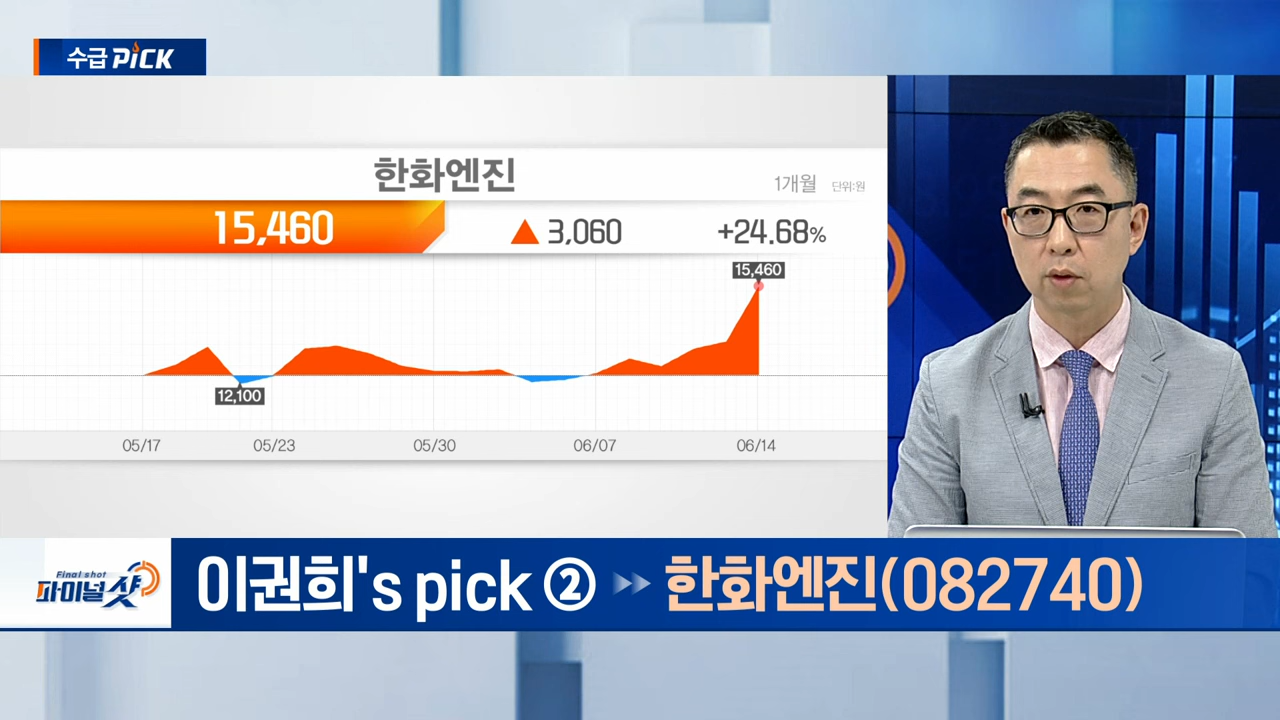 수급 PICK
한화엔진
1개월 단위:원
15,460 ▲ 3,060 +24.68%
15,460
12,100
05/17 05/23 05/30 06/07 06/14
Final shot
파이널샷
이권희's pick ② ▸▸ 한화엔진(082740)